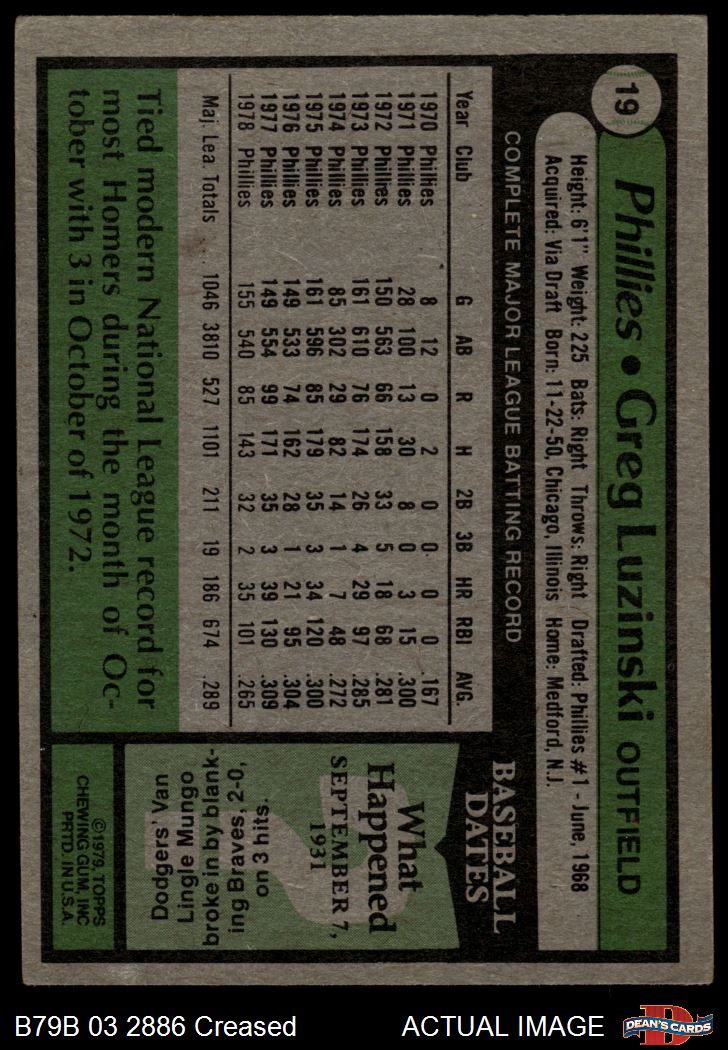 19
Phillies • Greg Luzinski OUTFIELD
Height: 6'1" Weight: 225 Bats: Right Throws: Right Drafted: Phillies #1 - June, 1968
Acquired: Via Draft Born: 11-22-50, Chicago, Illinois Home: Medford, N.J.
COMPLETE MAJOR LEAGUE BATTING RECORD
Year Club G AB R H 2B 3B HR RBI AVG.
1970 Phillies 8 12 0 2 0 0 0 0 .167
1971 Phillies 28 100 13 30 8 0 3 15 .300
1972 Phillies 150 563 66 158 33 5 18 68 .281
1973 Phillies 161 610 76 174 26 4 29 97 .285
1974 Phillies 85 302 29 82 14 1 7 48 .272
1975 Phillies 161 596 85 179 35 3 34 120 .300
1976 Phillies 149 533 74 162 28 1 21 95 .304
1977 Phillies 149 554 99 171 35 3 39 130 .309
1978 Phillies 155 540 85 143 32 2 35 101 .265
Maj. Lea. Totals 1046 3810 527 1101 211 19 186 674 .289
Tied modern National League record for
most Homers during the month of Oc-
tober with 3 in October of 1972.
BASEBALL
DATES
What
Happened
SEPTEMBER 7,
1931
Dodgers' Van
Lingle Mungo
broke in by blank-
ing Braves, 2-0,
on 3 hits.
©1979, TOPPS
CHEWING GUM, INC
PRTD. IN U.S.A.
B79B 03 2886 Creased ACTUAL IMAGE
D
DEAN'S CARDS